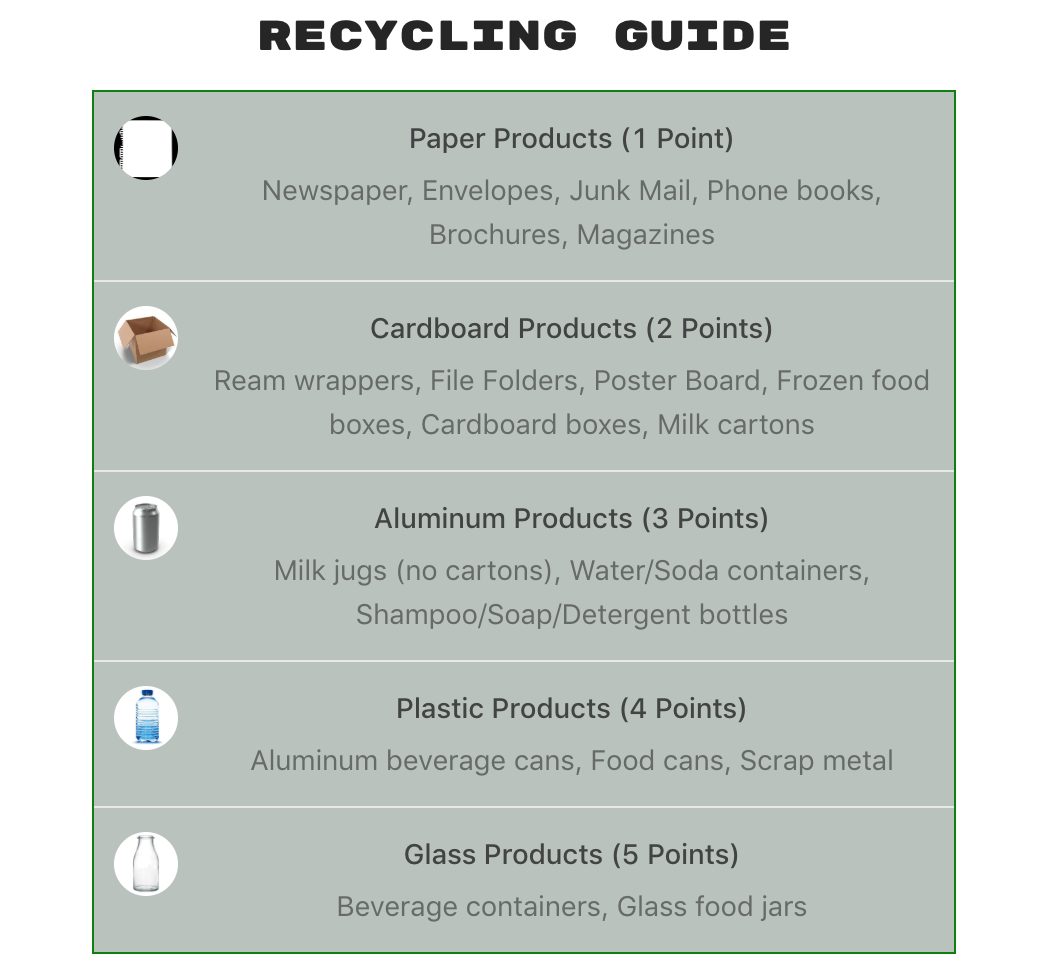 RECYCLING GUIDE
Paper Products (1 Point)
Newspaper, Envelopes, Junk Mail, Phone books,
Brochures, Magazines
Cardboard Products (2 Points)
Ream wrappers, File Folders, Poster Board, Frozen food
boxes, Cardboard boxes, Milk cartons
Aluminum Products (3 Points)
Milk jugs (no cartons), Water/Soda containers,
Shampoo/Soap/Detergent bottles
Plastic Products (4 Points)
Aluminum beverage cans, Food cans, Scrap metal
Glass Products (5 Points)
Beverage containers, Glass food jars